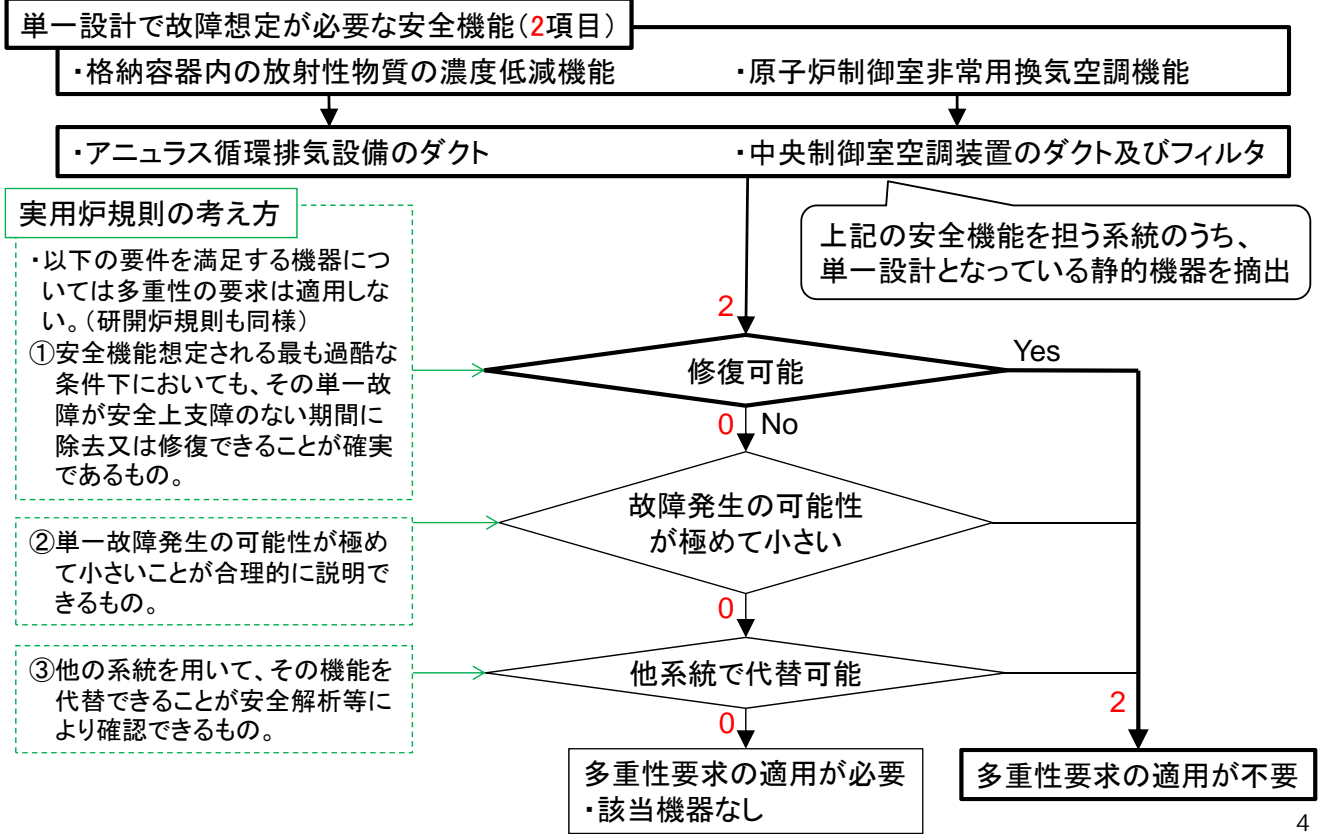 単一設計で故障想定が必要な安全機能(2項目)
・格納容器内の放射性物質の濃度低減機能
・原子炉制御室非常用換気空調機能
・アニュラス循環排気設備のダクト
・中央制御室空調装置のダクト及びフィルタ
上記の安全機能を担う系統のうち、
単一設計となっている静的機器を摘出
実用炉規則の考え方
・以下の要件を満足する機器につ
いては多重性の要求は適用しな
い。(研開炉規則も同様)
①安全機能想定される最も過酷な
条件下においても、その単一故
障が安全上支障のない期間に
除去又は修復できることが確実
であるもの。
2
修復可能
Yes
0 No
②単一故障発生の可能性が極め
て小さいことが合理的に説明で
きるもの。
故障発生の可能性
が極めて小さい
0
③他の系統を用いて、その機能を
代替できることが安全解析等に
より確認できるもの。
他系統で代替可能
0
2
多重性要求の適用が必要
・該当機器なし
多重性要求の適用が不要
4